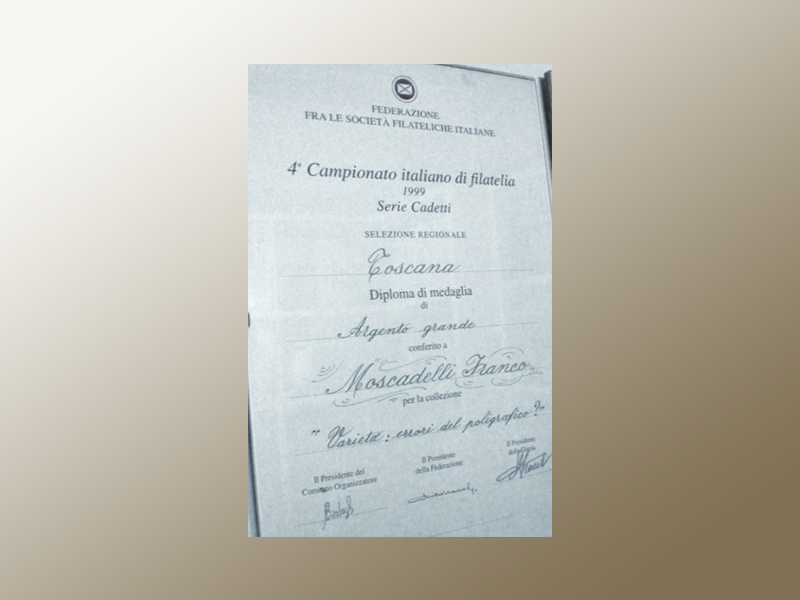 FEDERAZIONE
FRA LE SOCIETÀ FILATELICHE ITALIANE
4° Campionato italiano di filatelia
1999
Serie Cadetti
SELEZIONE REGIONALE
Toscana
Diploma di medaglia
di
Argento grande
conferito a
Moscadelli Franco
per la collezione
"Varietà: errori del poligrafico?"
Il Presidente del
Comitato Organizzatore
Il Presidente
della Federazione
Il Presidente
della Giuria